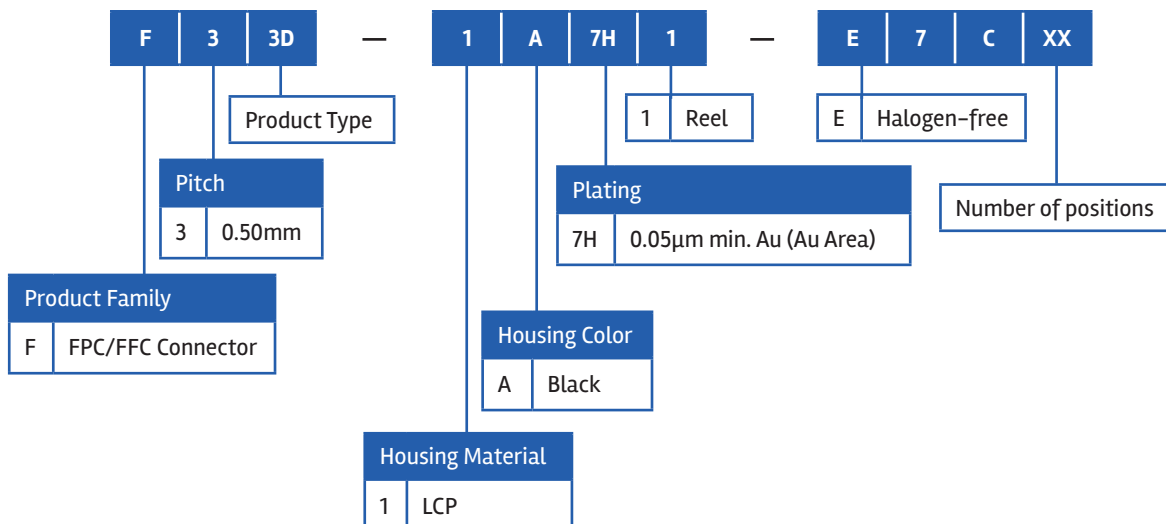 F 3 3D — 1 A 7H 1 — E 7 C XX
Product Type
1 Reel
E Halogen-free
Pitch
3 0.50mm
Plating
7H 0.05µm min. Au (Au Area)
Number of positions
Product Family
F FPC/FFC Connector
Housing Color
A Black
Housing Material
1 LCP